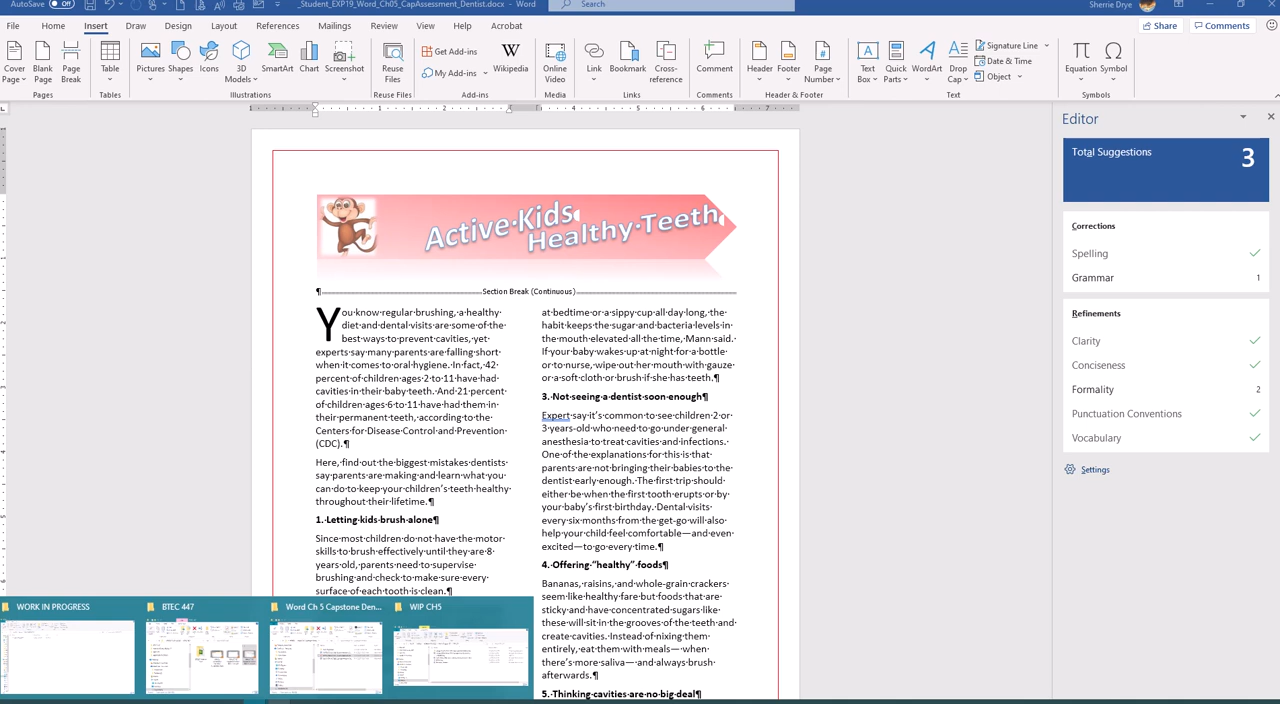 AutoSave Off _Student_EXP19_Word_Ch05_CapAssessment_Dentist.docx - Word Search Sherrie Drye
File Home Insert Draw Design Layout References Mailings Review View Help Acrobat Share Comments
Cover Page Blank Page Page Break Table Pictures Shapes Icons 3D Models SmartArt Chart Screenshot Reuse Files Get Add-ins My Add-ins Wikipedia Online Video Link Bookmark Cross-reference Comment Header Footer Page Number Text Box Quick Parts WordArt Drop Cap Signature Line Date & Time Object Equation Symbol
Pages Tables Illustrations Reuse Files Add-ins Media Links Comments Header & Footer Text Symbols
1 1 2 4 5 6 7
Active·Kids
Healthy·Teeth
¶ Section Break (Continuous)
You·know·regular·brushing,·a·healthy·
diet·and·dental·visits·are·some·of·the·
best·ways·to·prevent·cavities,·yet·
experts·say·many·parents·are·falling·short·
when·it·comes·to·oral·hygiene.·In·fact,·42·
percent·of·children·ages·2·to·11·have·had·
cavities·in·their·baby·teeth.·And·21·percent·
of·children·ages·6·to·11·have·had·them·in·
their·permanent·teeth,·according·to·the·
Centers·for·Disease·Control·and·Prevention·
(CDC).¶
Here,·find·out·the·biggest·mistakes·dentists·
say·parents·are·making·and·learn·what·you·
can·do·to·keep·your·children's·teeth·healthy·
throughout·their·lifetime.¶
1.·Letting·kids·brush·alone¶
Since·most·children·do·not·have·the·motor·
skills·to·brush·effectively·until·they·are·8·
years·old,·parents·need·to·supervise·
brushing·and·check·to·make·sure·every·
surface·of·each·tooth·is·clean.¶
at·bedtime·or·a·sippy·cup·all·day·long,·the·
habit·keeps·the·sugar·and·bacteria·levels·in·
the·mouth·elevated·all·the·time,·Mann·said.·
If·your·baby·wakes·up·at·night·for·a·bottle·
or·to·nurse,·wipe·out·her·mouth·with·gauze·
or·a·soft·cloth·or·brush·if·she·has·teeth.¶
3.·Not·seeing·a·dentist·soon·enough¶
Expert·say·it's·common·to·see·children·2·or·
3·years·old·who·need·to·go·under·general·
anesthesia·to·treat·cavities·and·infections.·
One·of·the·explanations·for·this·is·that·
parents·are·not·bringing·their·babies·to·the·
dentist·early·enough.·The·first·trip·should·
either·be·when·the·first·tooth·erupts·or·by·
your·baby's·first·birthday.·Dental·visits·
every·six·months·from·the·get-go·will·also·
help·your·child·feel·comfortable—and·even·
excited—to·go·every·time.¶
4.·Offering·“healthy”·foods¶
Bananas,·raisins,·and·whole-grain·crackers·
seem·like·healthy·fare·but·foods·that·are·
sticky·and·have·concentrated·sugars·like·
these·wind·into·grooves·of·the·teeth·and·
create·cavities.·Instead·of·nixing·them·
entirely,·eat·them·with·meals—when·
there's·more·saliva—·and·always·brush·
afterwards.¶
5.·Thinking·cavities·are·no·big·deal¶
Editor
Total Suggestions 3
Corrections
Spelling
Grammar 1
Refinements
Clarity
Conciseness
Formality 2
Punctuation Conventions
Vocabulary
Settings
WORK IN PROGRESS BTEC 447 Word Ch 5 Capstone Den... WIP CH5